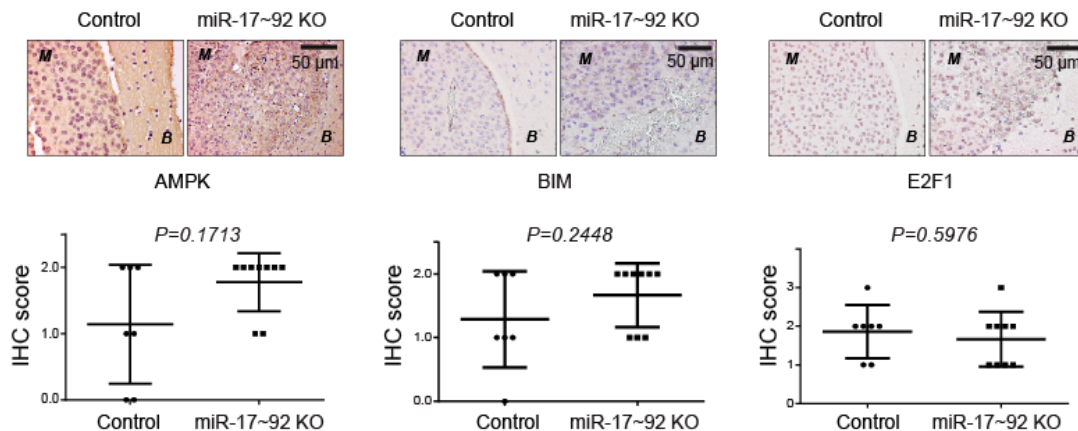 Control miR-17~92 KO Control miR-17~92 KO Control miR-17~92 KO
M 50 µm B M 50 µm B M 50 µm B
AMPK BIM E2F1
P=0.1713 P=0.2448 P=0.5976
IHC score IHC score IHC score
2.0 2.0 3
1.0 1.0 2
0.0 0.0 1
0
Control miR-17~92 KO Control miR-17~92 KO Control miR-17~92 KO